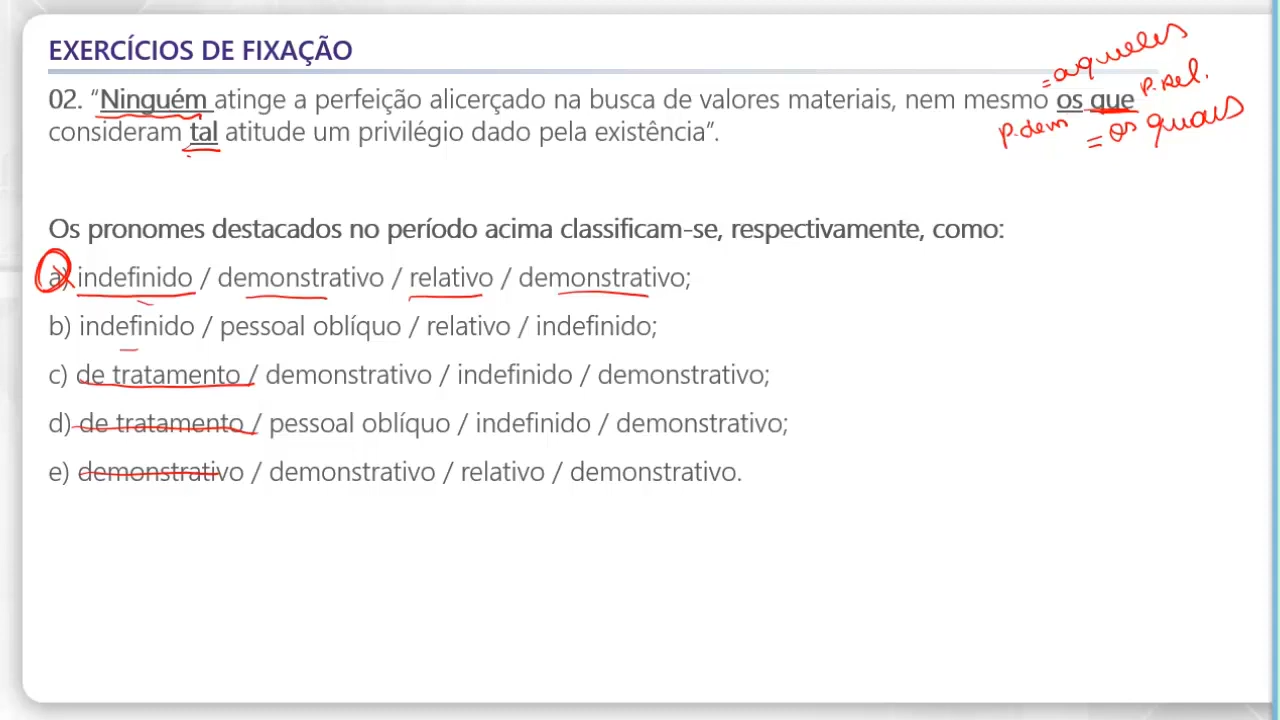 EXERCÍCIOS DE FIXAÇÃO
= aqueles
p. rel.
02. “Ninguém atinge a perfeição alicerçado na busca de valores materiais, nem mesmo os que
p. dem
= os quais
consideram tal atitude um privilégio dado pela existência”.
Os pronomes destacados no período acima classificam-se, respectivamente, como:
a) indefinido / demonstrativo / relativo / demonstrativo;
b) indefinido / pessoal oblíquo / relativo / indefinido;
c) de tratamento / demonstrativo / indefinido / demonstrativo;
d) de tratamento / pessoal oblíquo / indefinido / demonstrativo;
e) demonstrativo / demonstrativo / relativo / demonstrativo.